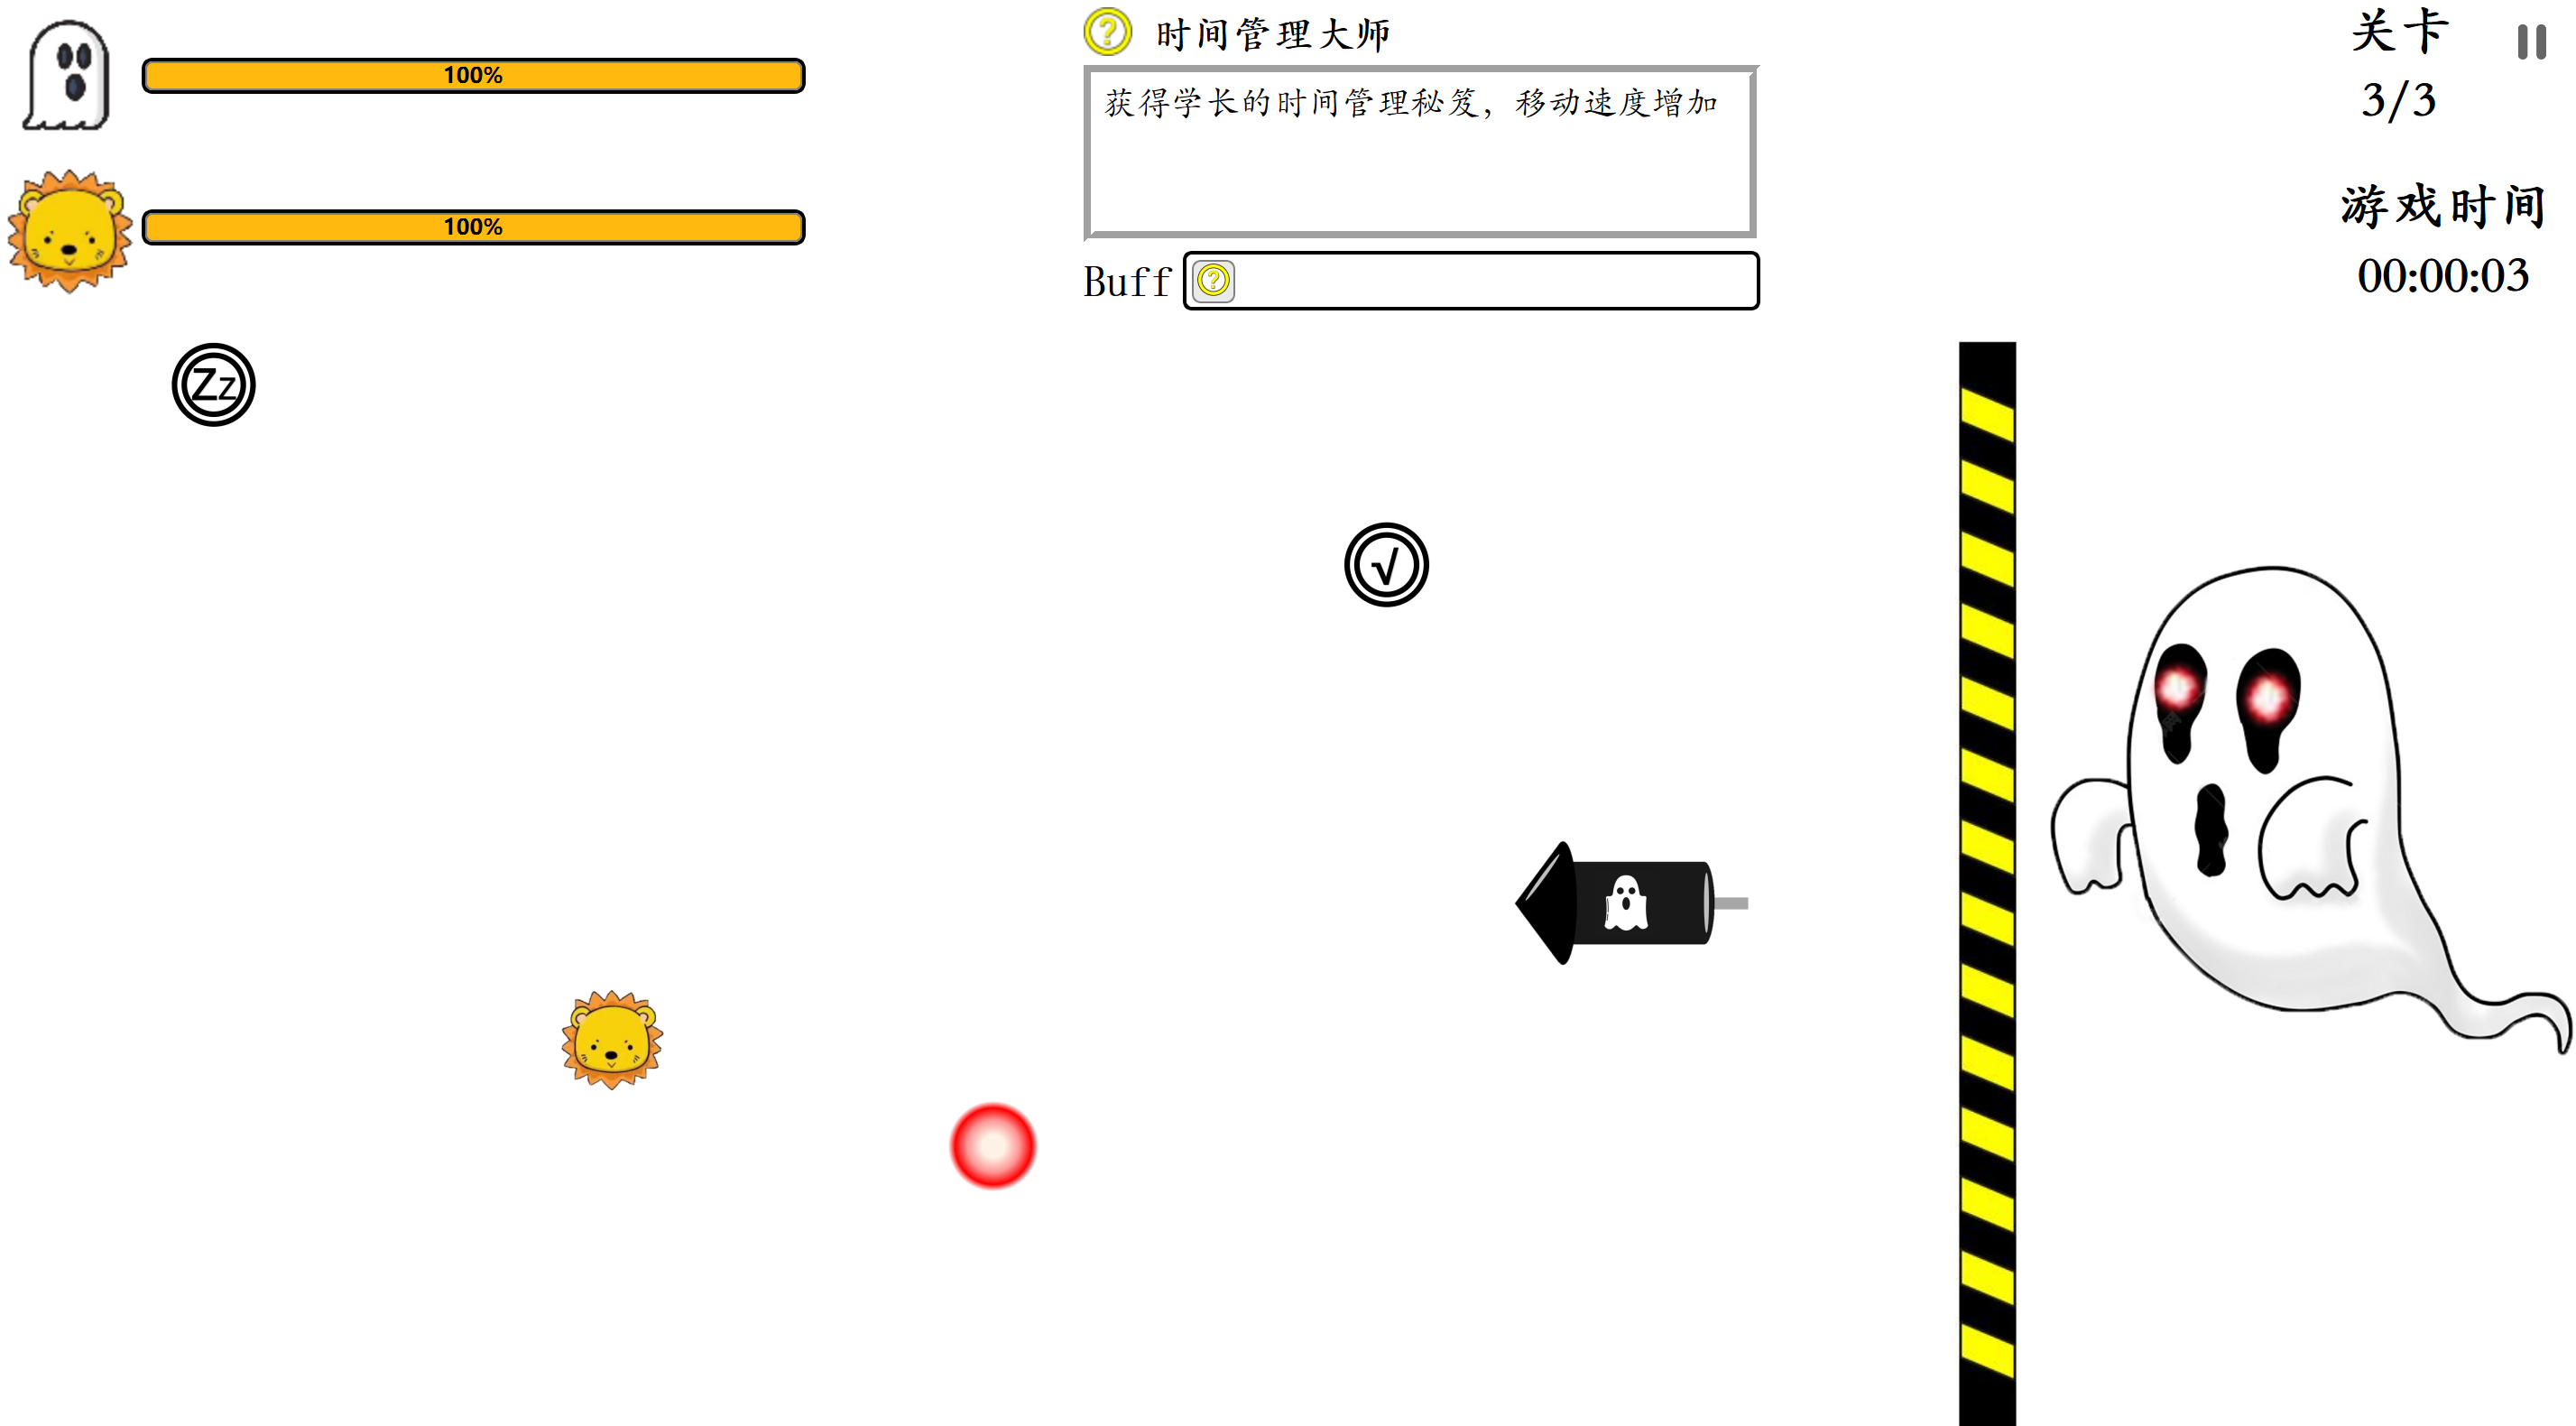 100%
100%
? 时间管理大师
获得学长的时间管理秘笈，移动速度增加
Buff ?
关卡
3/3
游戏时间
00:00:03
Zz
√